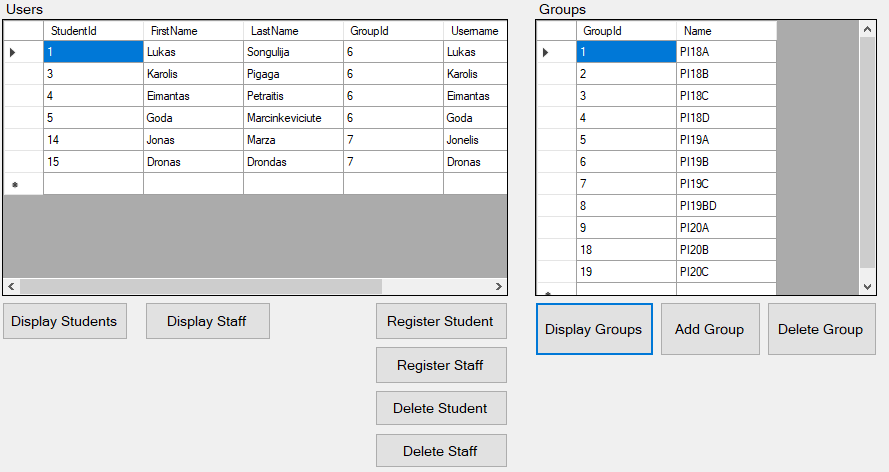 Users
StudentId FirstName LastName GroupId Username
1 Lukas Songulija 6 Lukas
3 Karolis Pigaga 6 Karolis
4 Eimantas Petraitis 6 Eimantas
5 Goda Marcinkeviciute 6 Goda
14 Jonas Marza 7 Jonelis
15 Dronas Drondas 7 Dronas
Display Students Display Staff Register Student
Register Staff
Delete Student
Delete Staff
Groups
GroupId Name
1 PI18A
2 PI18B
3 PI18C
4 PI18D
5 PI19A
6 PI19B
7 PI19C
8 PI19BD
9 PI20A
18 PI20B
19 PI20C
Display Groups Add Group Delete Group